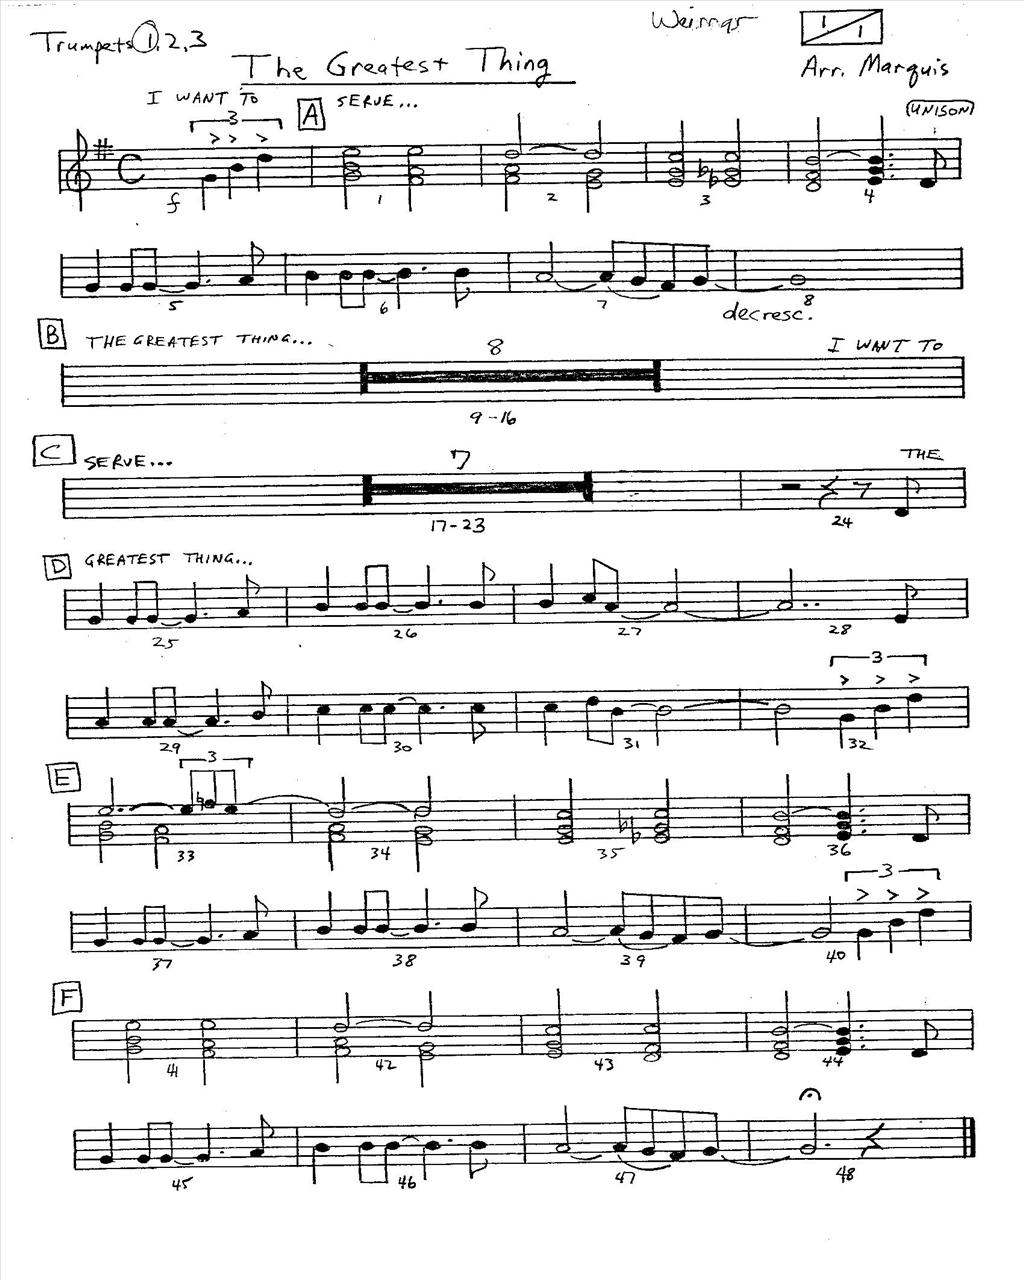 Trumpets 1, 2, 3
Weimar
1/1
The Greatest Thing
Arr. Marquis
I WANT TO
A
SERVE...
UNISON
3
f
1
2
3
4
5
6
7
8
decresc.
B
THE GREATEST THING...
8
I WANT TO
9-16
C
SERVE...
7
THE
17-23
24
D
GREATEST THING...
25
26
27
28
3
29
30
31
32
E
3
33
34
35
36
3
37
38
39
40
F
41
42
43
44
45
46
47
48